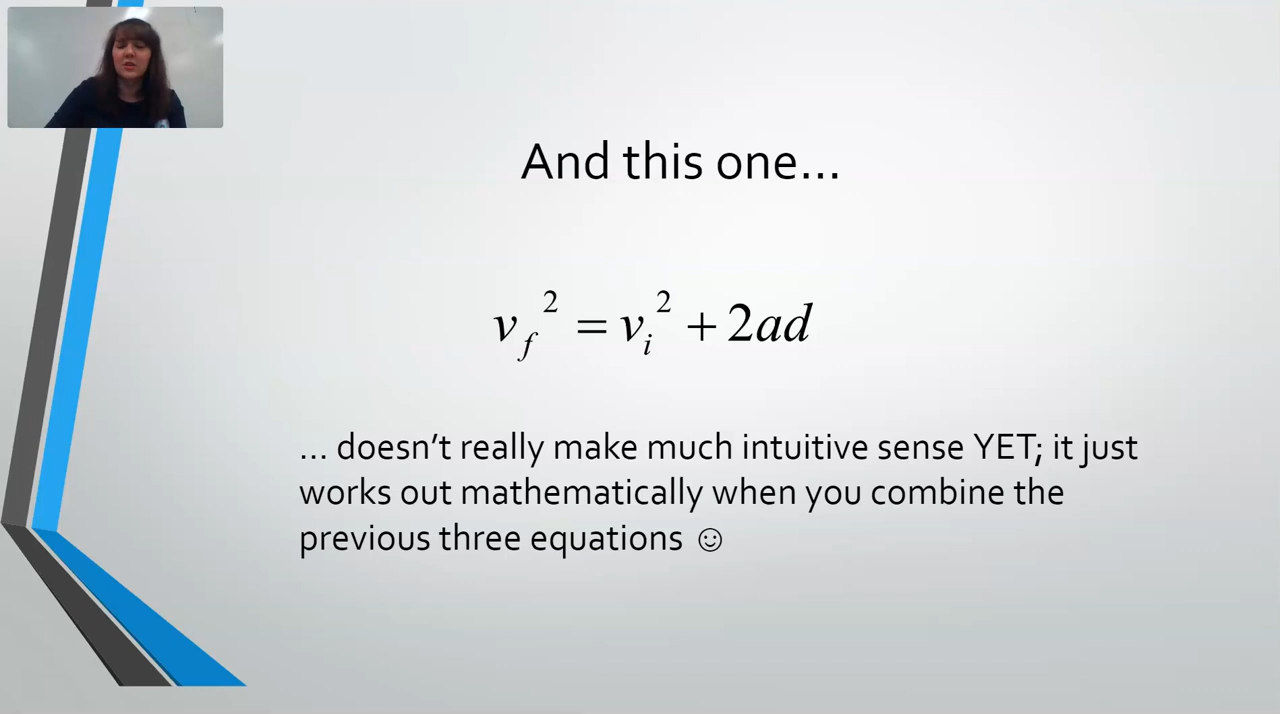 And this one...
v_f^2 = v_i^2 + 2ad
... doesn’t really make much intuitive sense YET; it just
works out mathematically when you combine the
previous three equations ☺